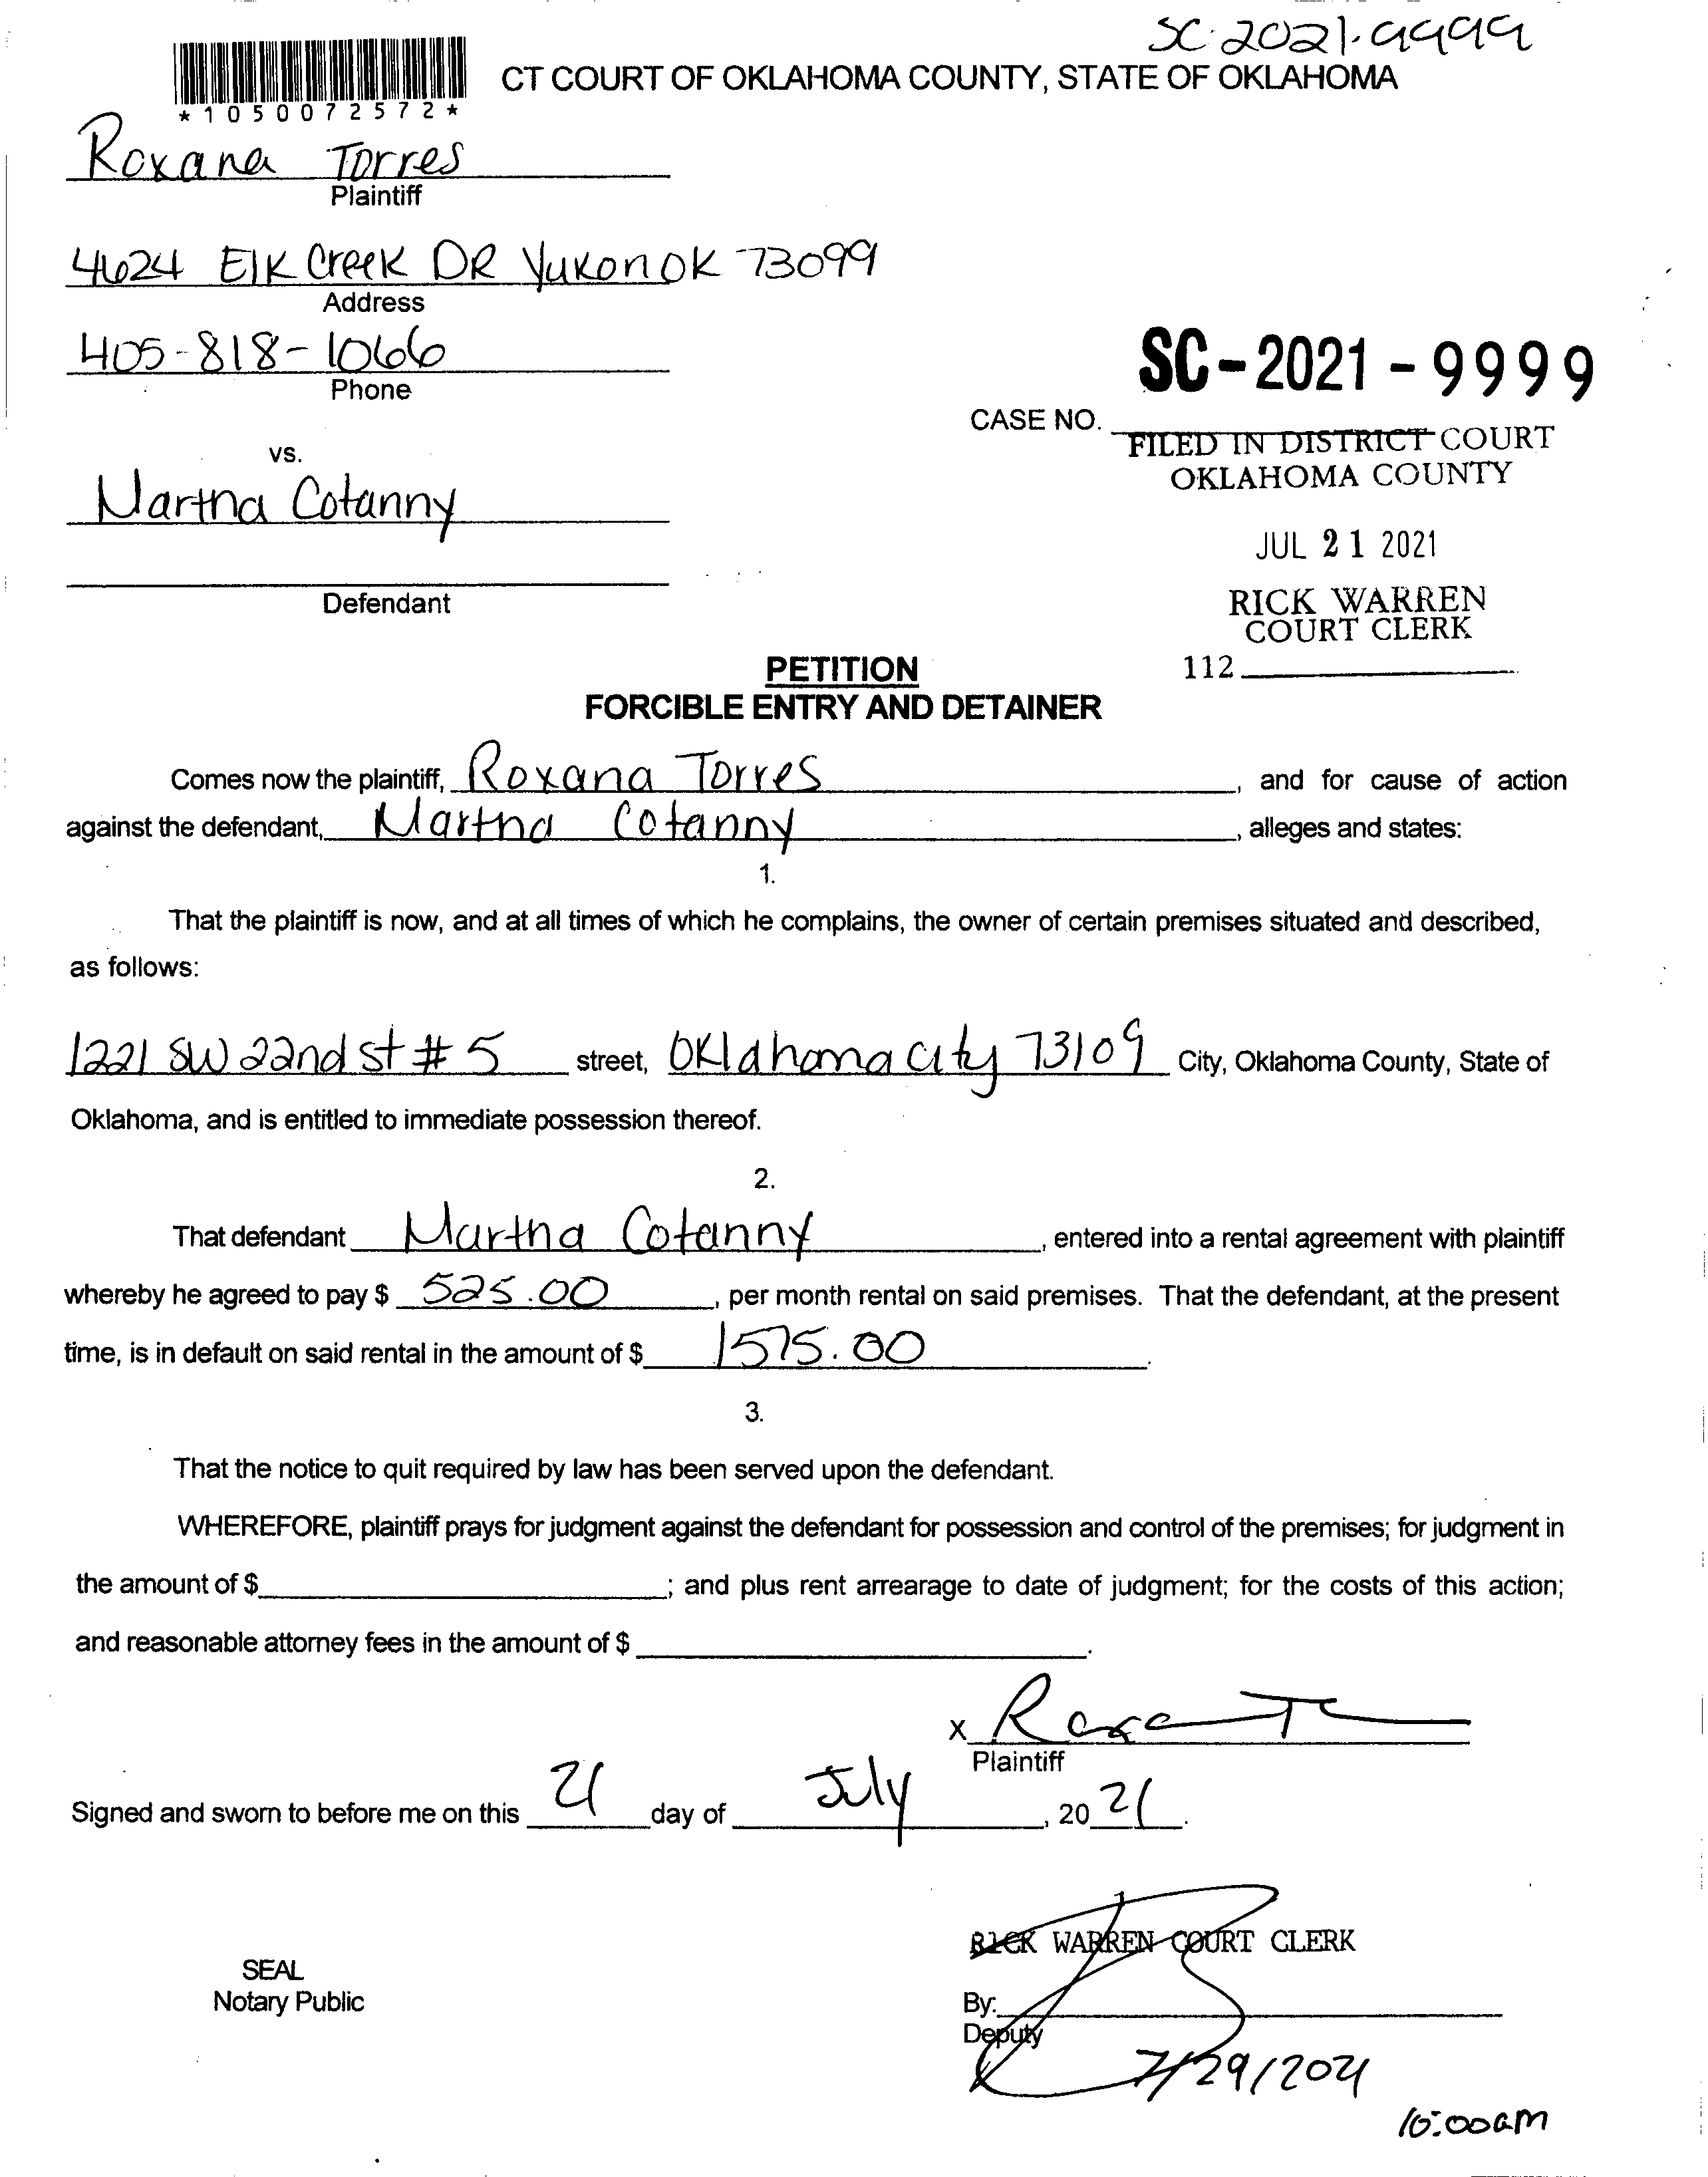 SC-2021-9999
CT COURT OF OKLAHOMA COUNTY, STATE OF OKLAHOMA
*1050072572*
Roxana Torres
Plaintiff
4624 Elk Creek DR Yukon OK 73099
Address
405-818-1066
Phone
SC-2021-9999
CASE NO.
FILED IN DISTRICT COURT
OKLAHOMA COUNTY
vs.
Martha Cotanny
JUL 21 2021
Defendant
RICK WARREN
COURT CLERK
112
PETITION
FORCIBLE ENTRY AND DETAINER
Comes now the plaintiff, Roxana Torres, and for cause of action
against the defendant, Martha Cotanny, alleges and states:
1.
That the plaintiff is now, and at all times of which he complains, the owner of certain premises situated and described,
as follows:
1221 SW 22nd st # 5 street, Oklahoma city 73109 City, Oklahoma County, State of
Oklahoma, and is entitled to immediate possession thereof.
2.
That defendant Martha Cotanny, entered into a rental agreement with plaintiff
whereby he agreed to pay $ 525.00, per month rental on said premises. That the defendant, at the present
time, is in default on said rental in the amount of $ 1575.00.
3.
That the notice to quit required by law has been served upon the defendant.
WHEREFORE, plaintiff prays for judgment against the defendant for possession and control of the premises; for judgment in
the amount of $; and plus rent arrearage to date of judgment; for the costs of this action;
and reasonable attorney fees in the amount of $.
X Roxana T
Plaintiff
Signed and sworn to before me on this 21 day of July, 2021.
RICK WARREN COURT CLERK
SEAL
Notary Public
By:
Deputy
7/29/2021
10:00am